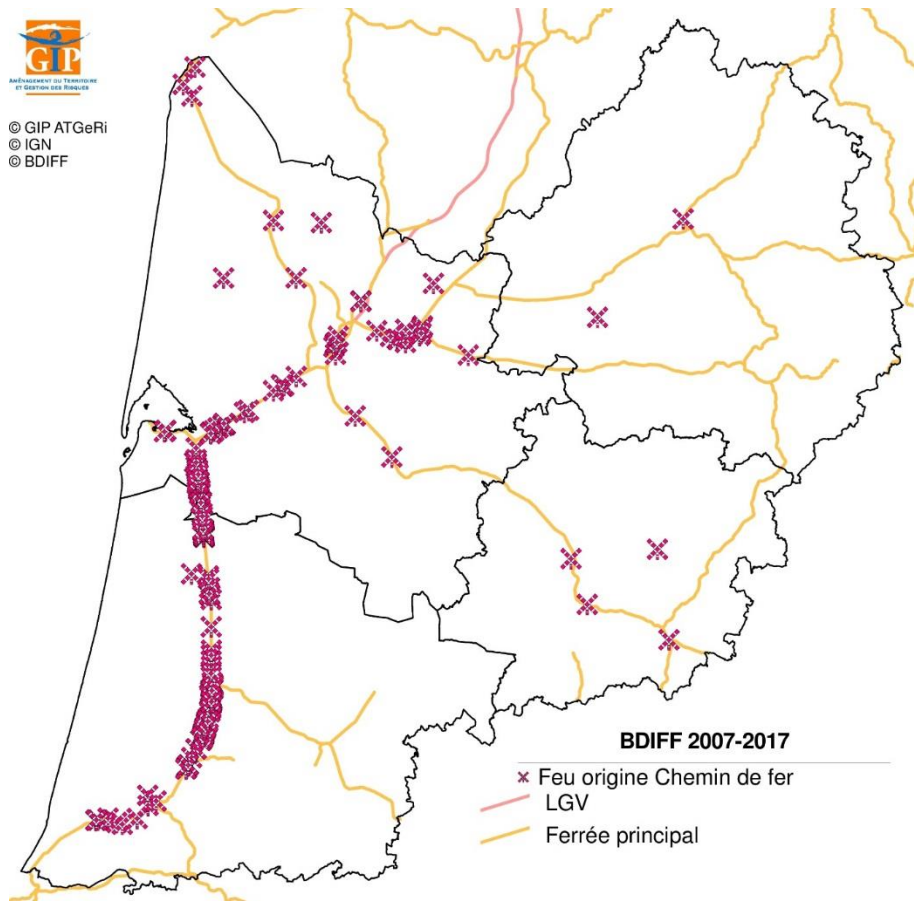 GIP
AMÉNAGEMENT DU TERRITOIRE
ET GESTION DES RISQUES
© GIP ATGeRi
© IGN
© BDIFF
BDIFF 2007-2017
Feu origine Chemin de fer
LGV
Ferrée principal